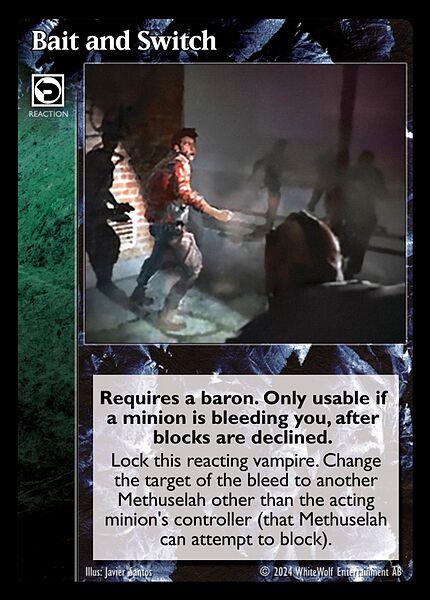 Bait and Switch
REACTION
Requires a baron. Only usable if
a minion is bleeding you, after
blocks are declined.
Lock this reacting vampire. Change
the target of the bleed to another
Methuselah other than the acting
minion's controller (that Methuselah
can attempt to block).
Illus: Javier Santos © 2024 WhiteWolf Entertainment AB